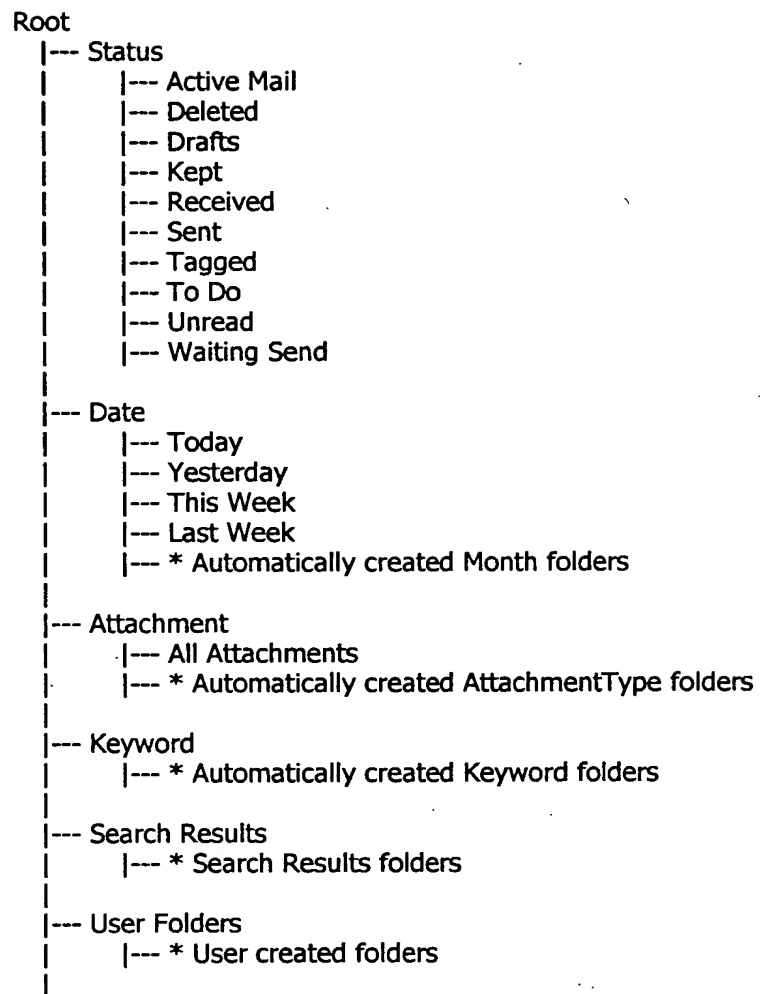 Root
|--- Status
| |--- Active Mail
| |--- Deleted
| |--- Drafts
| |--- Kept
| |--- Received
| |--- Sent
| |--- Tagged
| |--- To Do
| |--- Unread
| |--- Waiting Send
|
|--- Date
| |--- Today
| |--- Yesterday
| |--- This Week
| |--- Last Week
| |--- * Automatically created Month folders
|
|--- Attachment
| |--- All Attachments
| |--- * Automatically created AttachmentType folders
|
|--- Keyword
| |--- * Automatically created Keyword folders
|
|--- Search Results
| |--- * Search Results folders
|
|--- User Folders
| |--- * User created folders
|